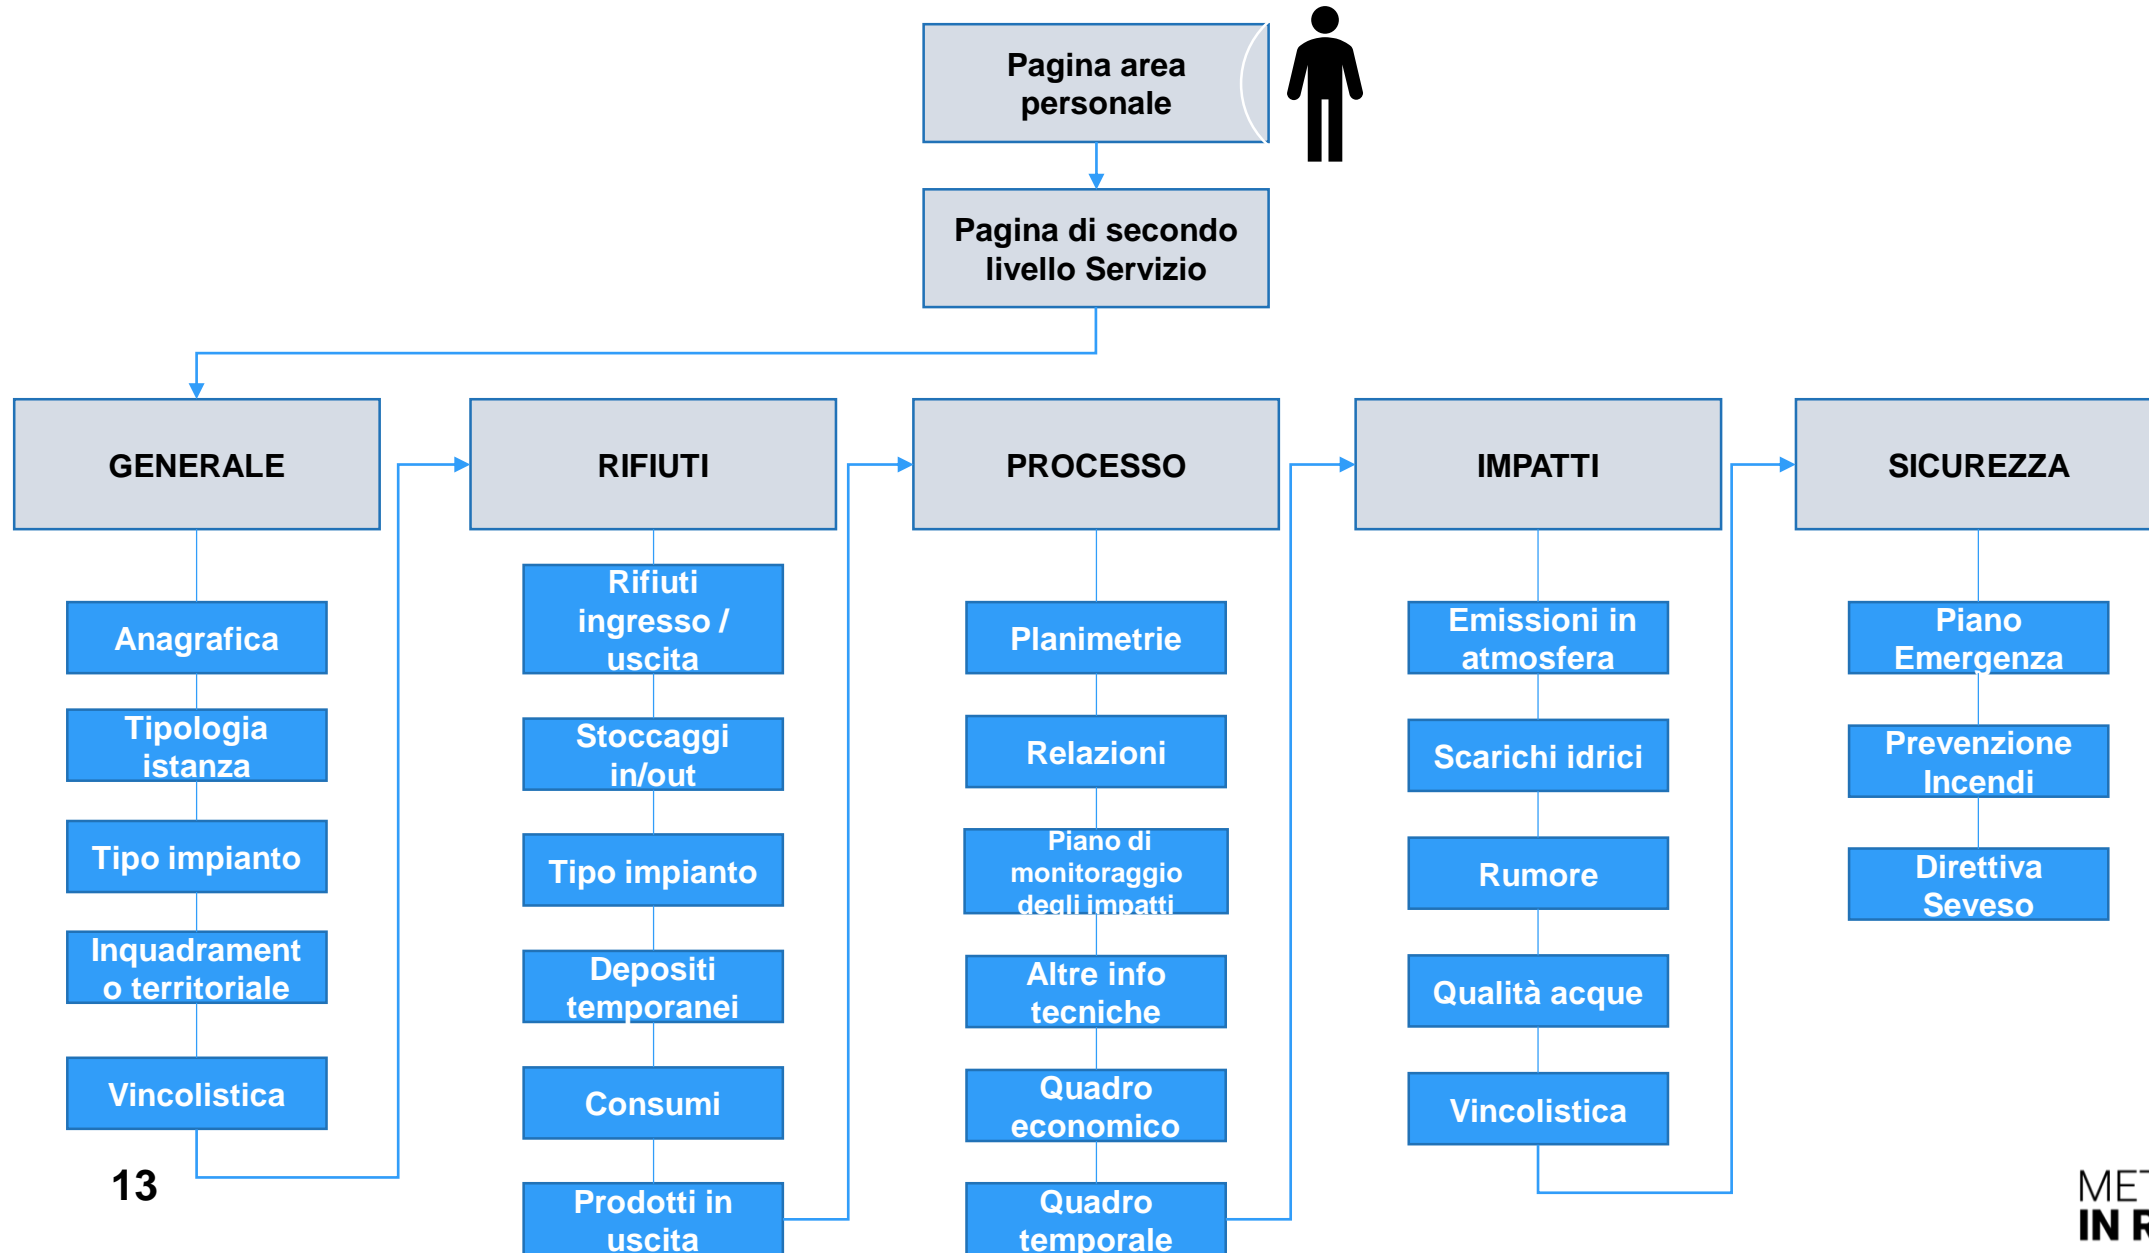 Pagina area
personale
Pagina di secondo
livello Servizio
GENERALE
RIFIUTI
PROCESSO
IMPATTI
SICUREZZA
Anagrafica
Tipologia
istanza
Tipo impianto
Inquadrament
o territoriale
Vincolistica
Rifiuti
ingresso /
uscita
Stoccaggi
in/out
Tipo impianto
Depositi
temporanei
Consumi
Prodotti in
uscita
Planimetrie
Relazioni
Piano di
monitoraggio
degli impatti
Altre info
tecniche
Quadro
economico
Quadro
temporale
Emissioni in
atmosfera
Scarichi idrici
Rumore
Qualità acque
Vincolistica
Piano
Emergenza
Prevenzione
Incendi
Direttiva
Seveso
13
IN